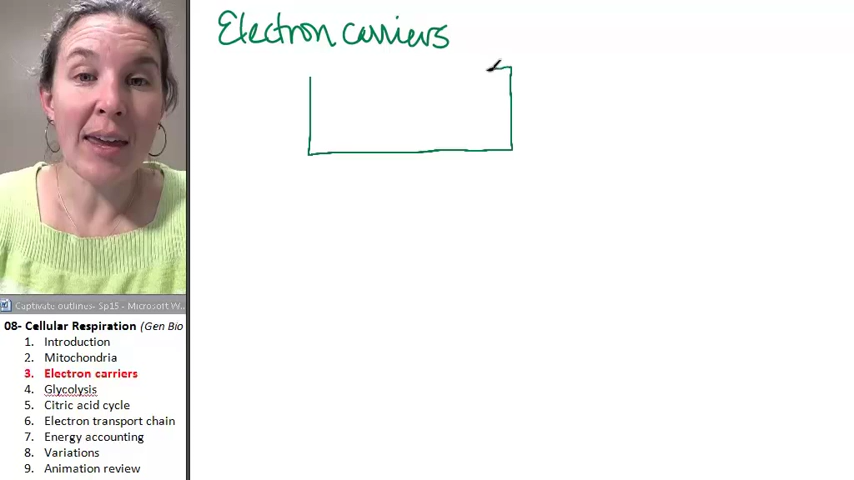 Electron carriers
Captivate outlines- Sp15 - Microsoft W
08- Cellular Respiration (Gen Bio
1. Introduction
2. Mitochondria
3. Electron carriers
4. Glycolysis
5. Citric acid cycle
6. Electron transport chain
7. Energy accounting
8. Variations
9. Animation review